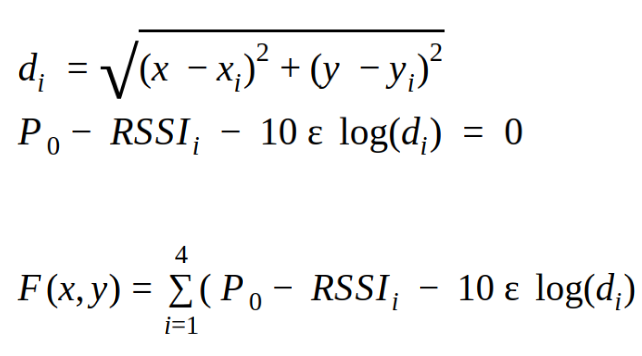 d_i = √((x − x_i)² + (y − y_i)²)
P_0 − RSSI_i − 10 ε log(d_i) = 0
F(x, y) = ∑_{i=1}^{4} ( P_0 − RSSI_i − 10 ε log(d_i)